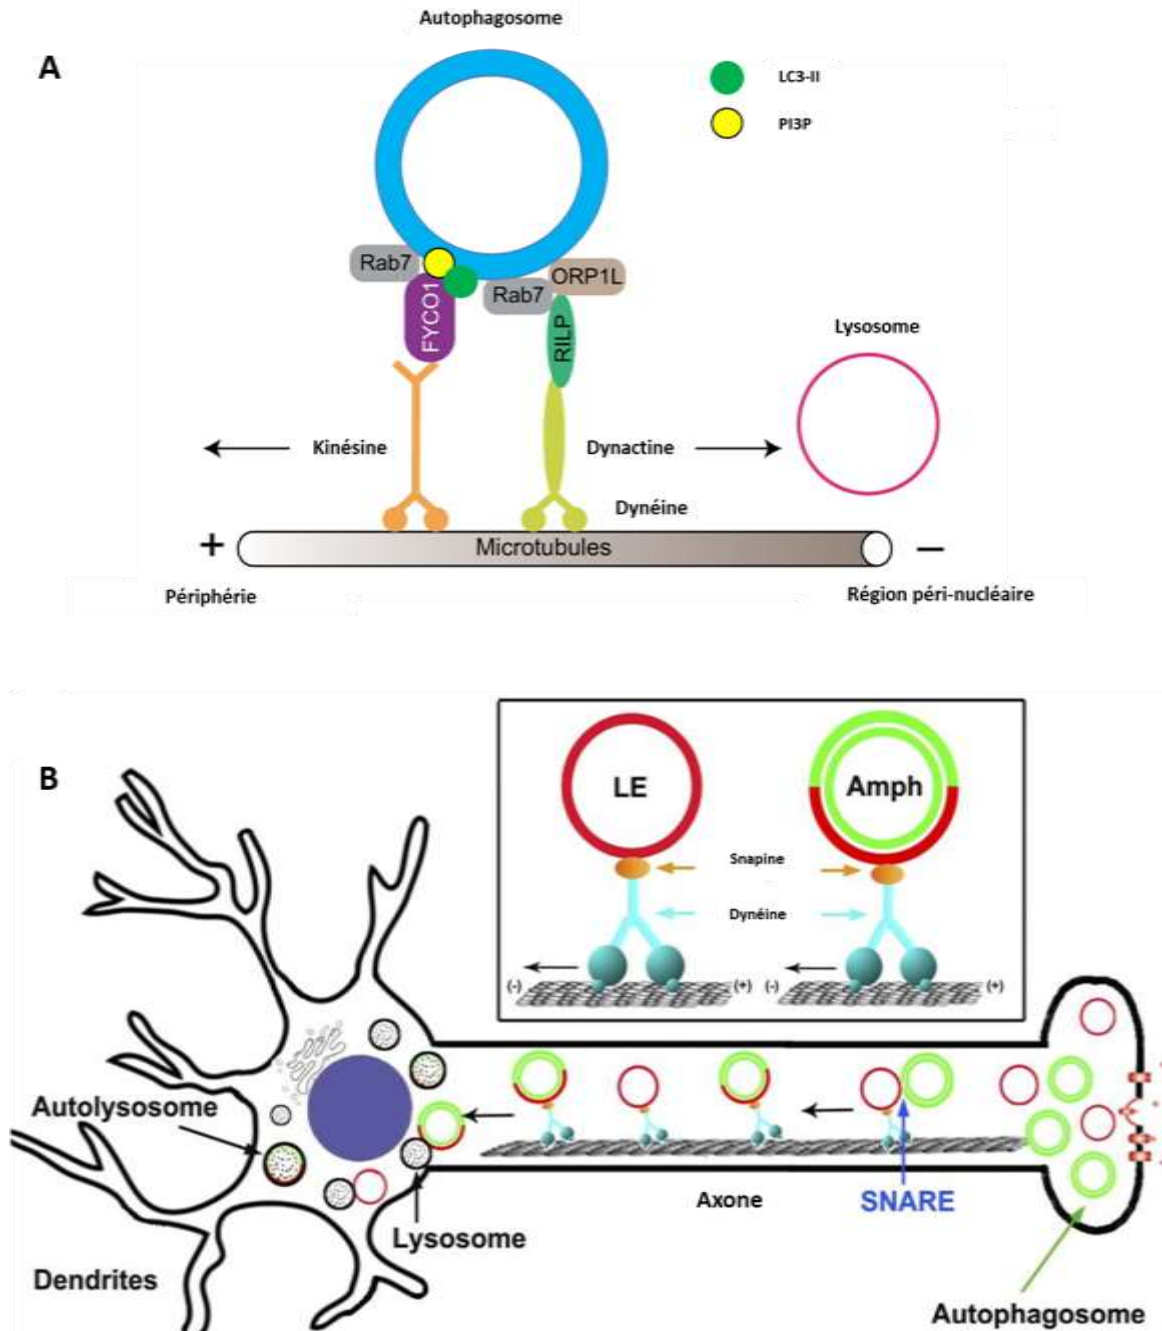 Autophagosome
A
LC3-II
PI3P
Rab7
FYCO1
Rab7
ORP1L
RILP
Lysosome
Kinésine
Dynactine
Dynéine
+
Microtubules
−
Périphérie
Région péri-nucléaire
B
LE
Amph
Snapine
Dynéine
(-)
(+)
(-)
(+)
Autolysosome
Lysosome
Axone
SNARE
Dendrites
Autophagosome